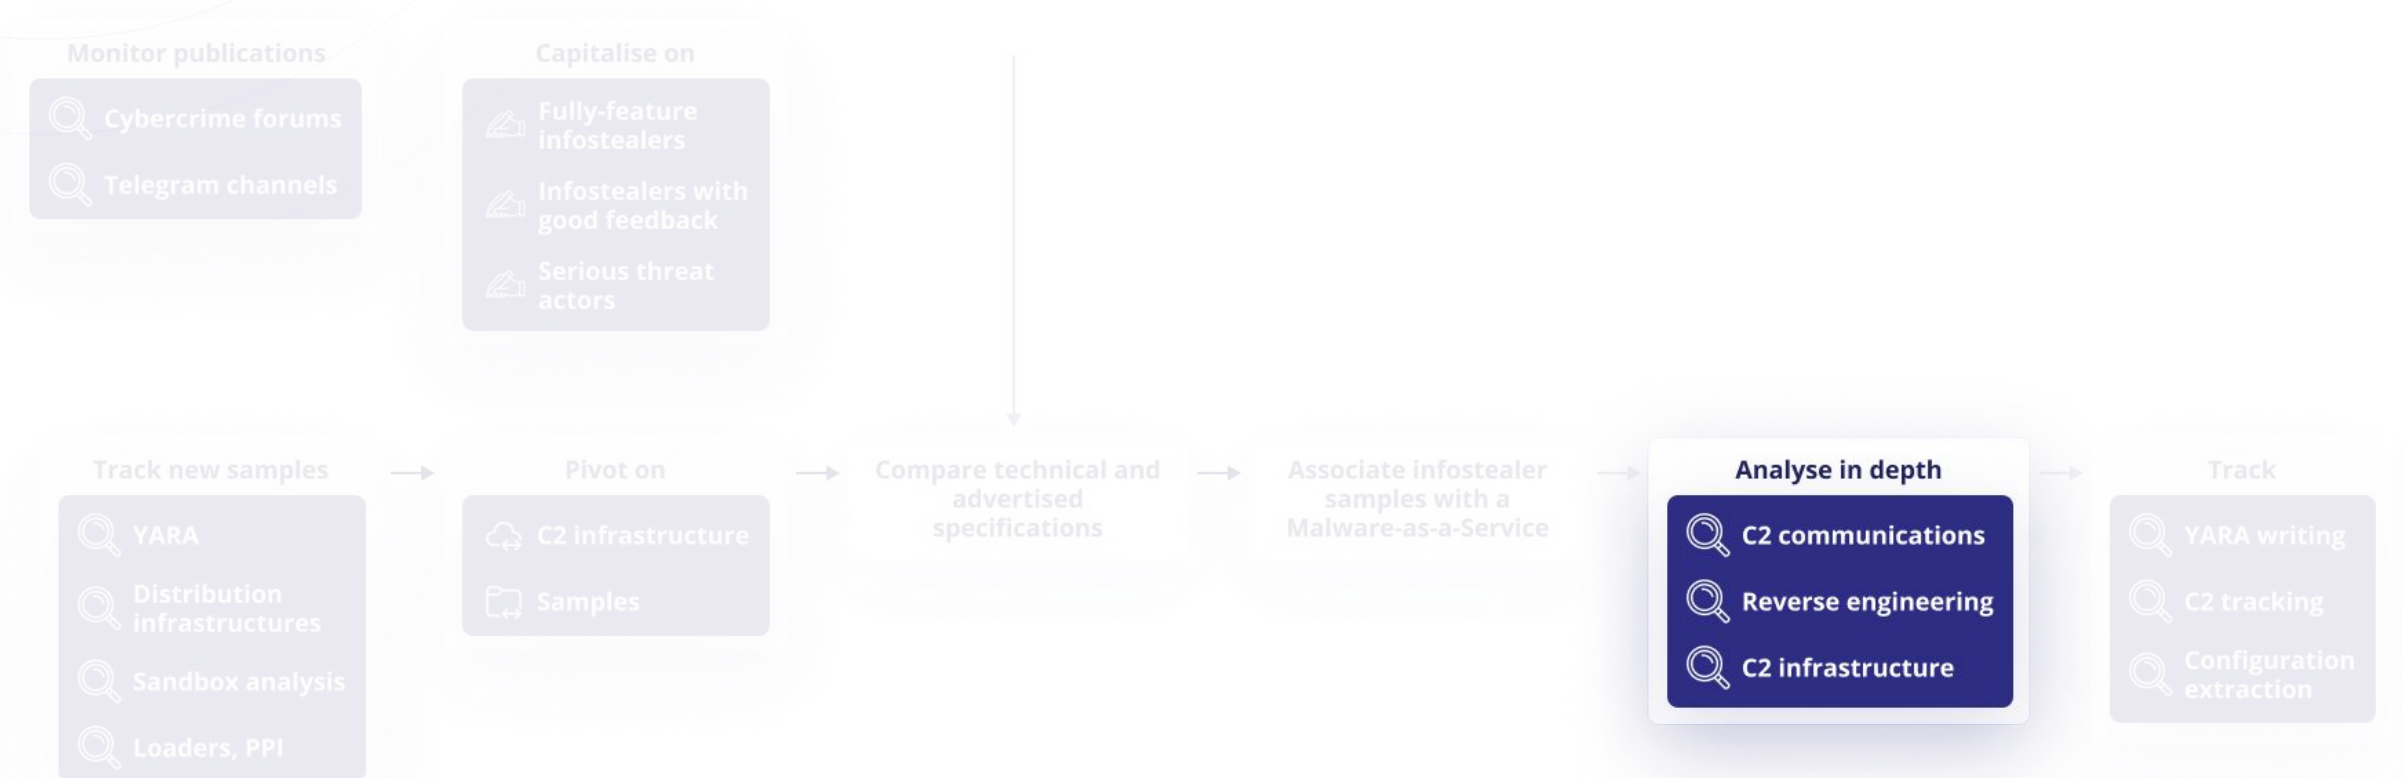 Monitor publications
Cybercrime forums
Telegram channels
Capitalise on
Fully-feature
infostealers
Infostealers with
good feedback
Serious threat
actors
Track new samples
YARA
Distribution
infrastructures
Sandbox analysis
Loaders, PPI
Pivot on
C2 infrastructure
Samples
Compare technical and
advertised
specifications
Associate infostealer
samples with a
Malware-as-a-Service
Analyse in depth
C2 communications
Reverse engineering
C2 infrastructure
Track
YARA writing
C2 tracking
Configuration
extraction